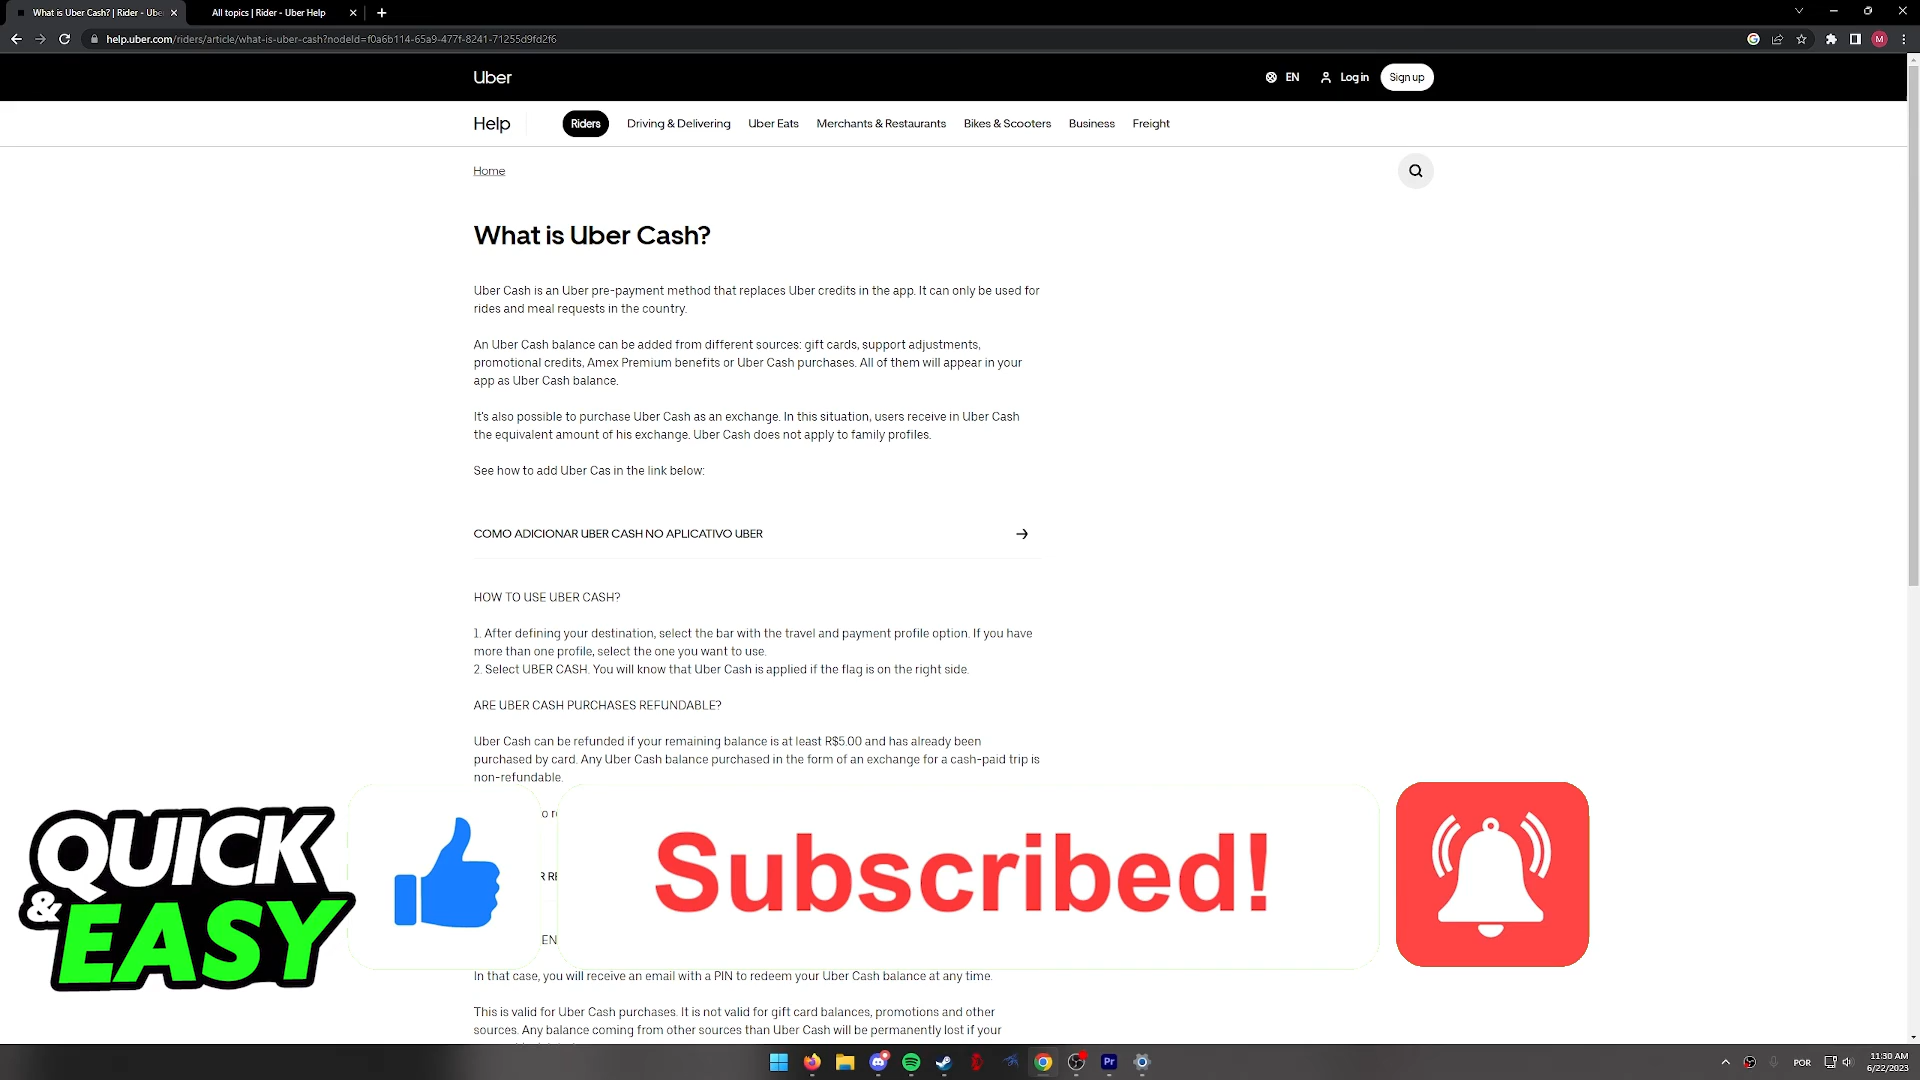 What is Uber Cash? | Rider - Ube
All topics | Rider - Uber Help
help.uber.com/riders/article/what-is-uber-cash?nodeId=f0a6b114-65a9-477f-8241-71255d9fd2f6
M
Uber
EN
Log in
Sign up
Help
Riders
Driving & Delivering
Uber Eats
Merchants & Restaurants
Bikes & Scooters
Business
Freight
Home
What is Uber Cash?
Uber Cash is an Uber pre-payment method that replaces Uber credits in the app. It can only be used for
rides and meal requests in the country.
An Uber Cash balance can be added from different sources: gift cards, support adjustments,
promotional credits, Amex Premium benefits or Uber Cash purchases. All of them will appear in your
app as Uber Cash balance.
It's also possible to purchase Uber Cash as an exchange. In this situation, users receive in Uber Cash
the equivalent amount of his exchange. Uber Cash does not apply to family profiles.
See how to add Uber Cas in the link below:
COMO ADICIONAR UBER CASH NO APLICATIVO UBER
HOW TO USE UBER CASH?
1. After defining your destination, select the bar with the travel and payment profile option. If you have
more than one profile, select the one you want to use.
2. Select UBER CASH. You will know that Uber Cash is applied if the flag is on the right side.
ARE UBER CASH PURCHASES REFUNDABLE?
Uber Cash can be refunded if your remaining balance is at least R$5.00 and has already been
purchased by card. Any Uber Cash balance purchased in the form of an exchange for a cash-paid trip is
non-refundable.
QUICK
& EASY
Subscribed!
In that case, you will receive an email with a PIN to redeem your Uber Cash balance at any time.
This is valid for Uber Cash purchases. It is not valid for gift card balances, promotions and other
sources. Any balance coming from other sources than Uber Cash will be permanently lost if your
Pr
POR
11:30 AM
6/22/2023